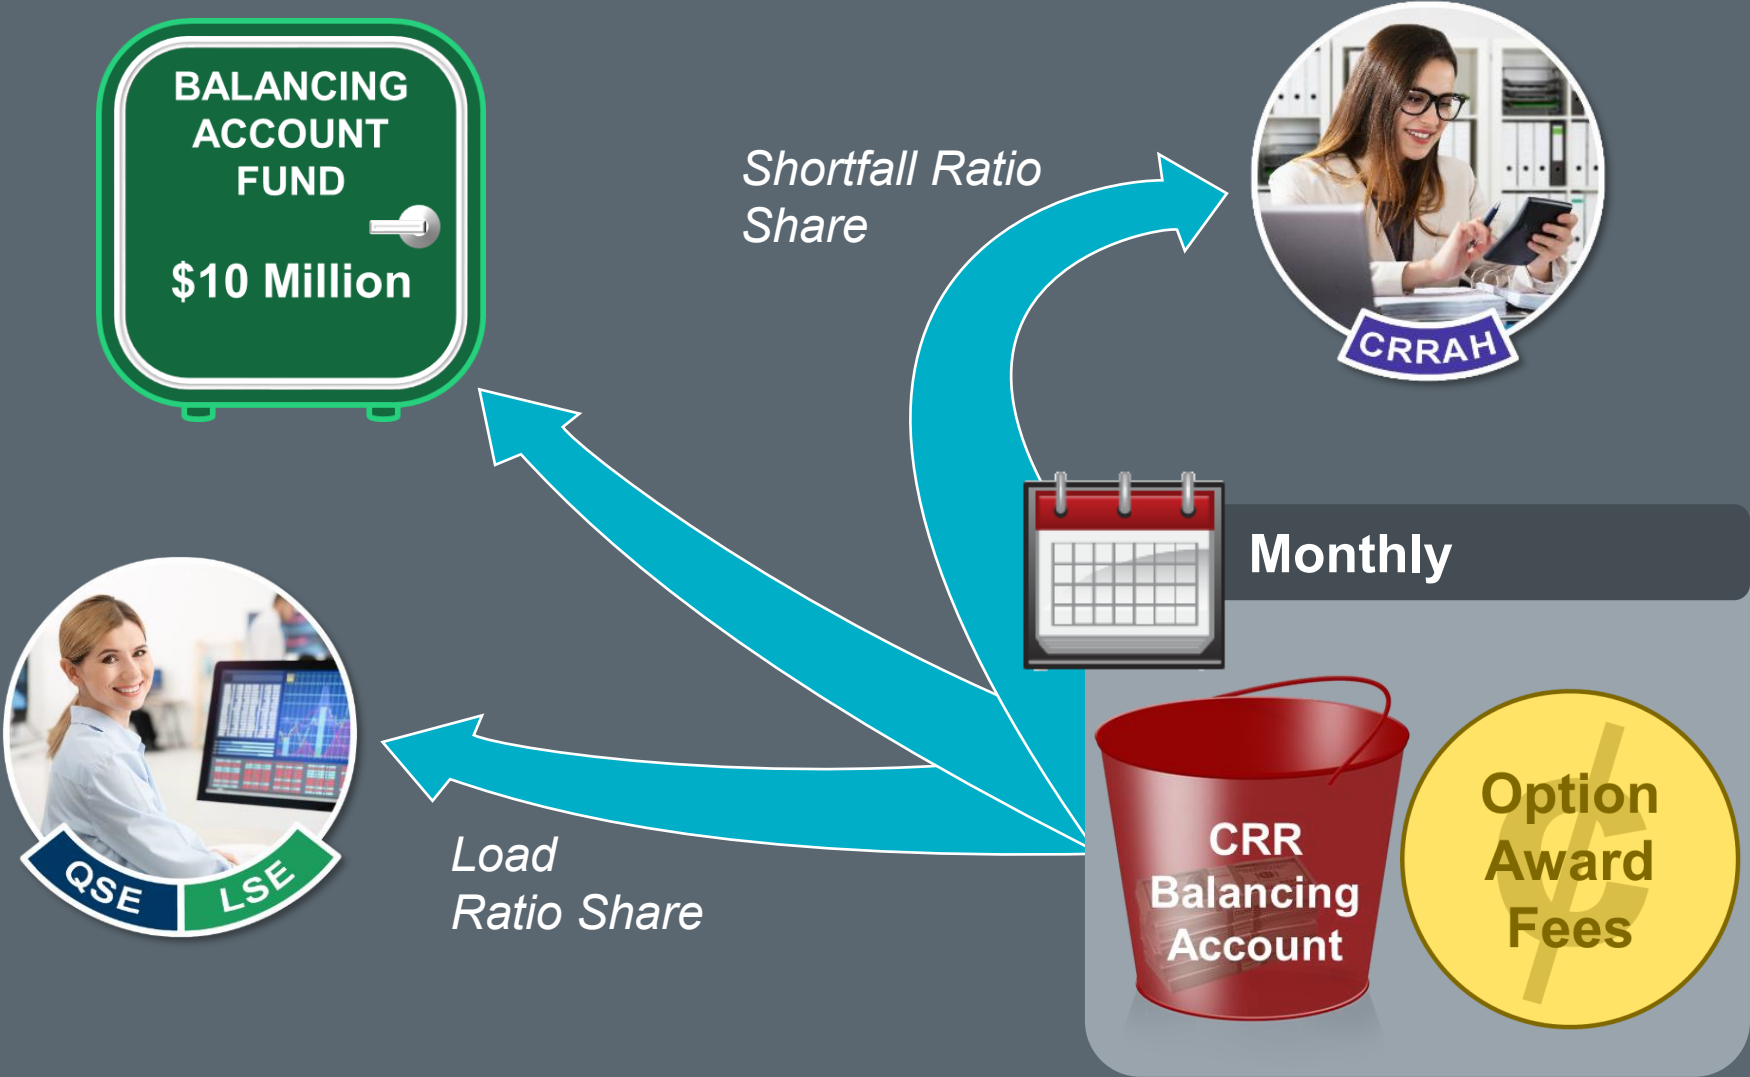 BALANCING
ACCOUNT
FUND
$10 Million
Shortfall Ratio
Share
CRRAH
Monthly
QSE
LSE
Load
Ratio Share
CRR
Balancing
Account
Option
Award
Fees